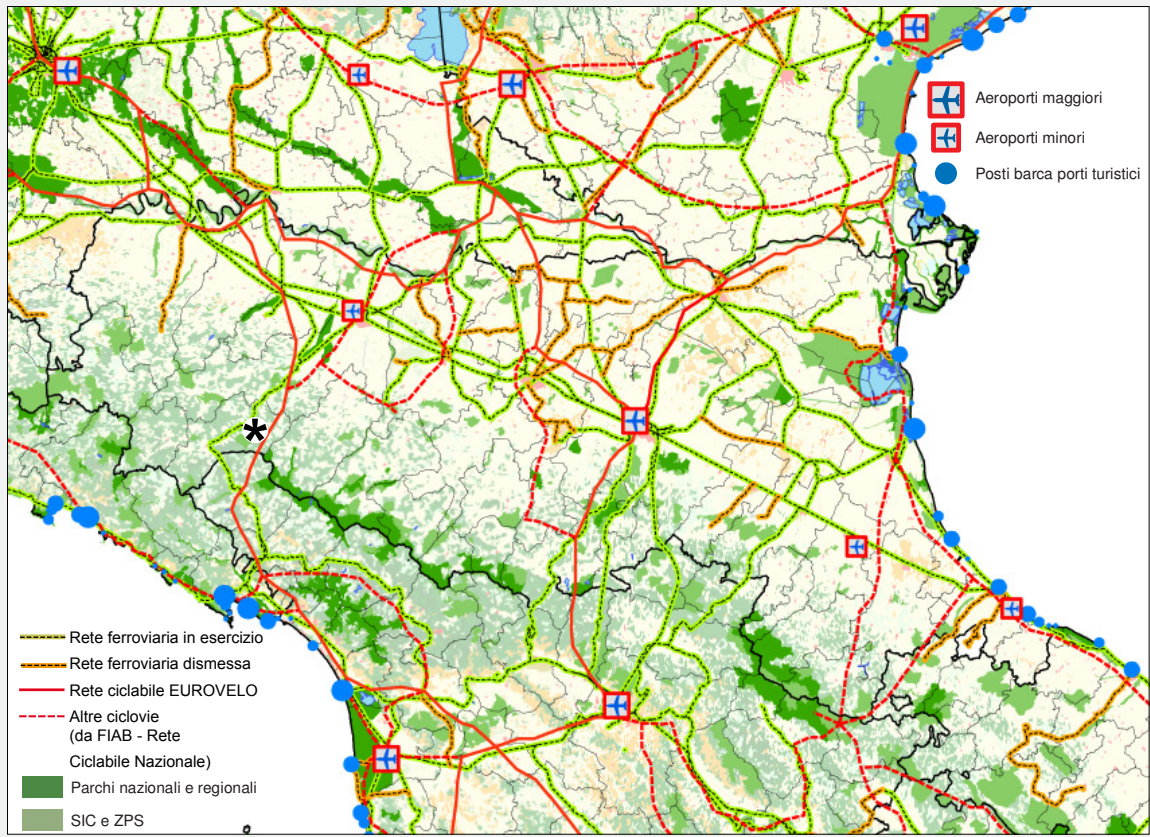 Aeroporti maggiori
Aeroporti minori
Posti barca porti turistici
*
Rete ferroviaria in esercizio
Rete ferroviaria dismessa
Rete ciclabile EUROVELO
Altre ciclovie
(da FIAB - Rete
Ciclabile Nazionale)
Parchi nazionali e regionali
SIC e ZPS